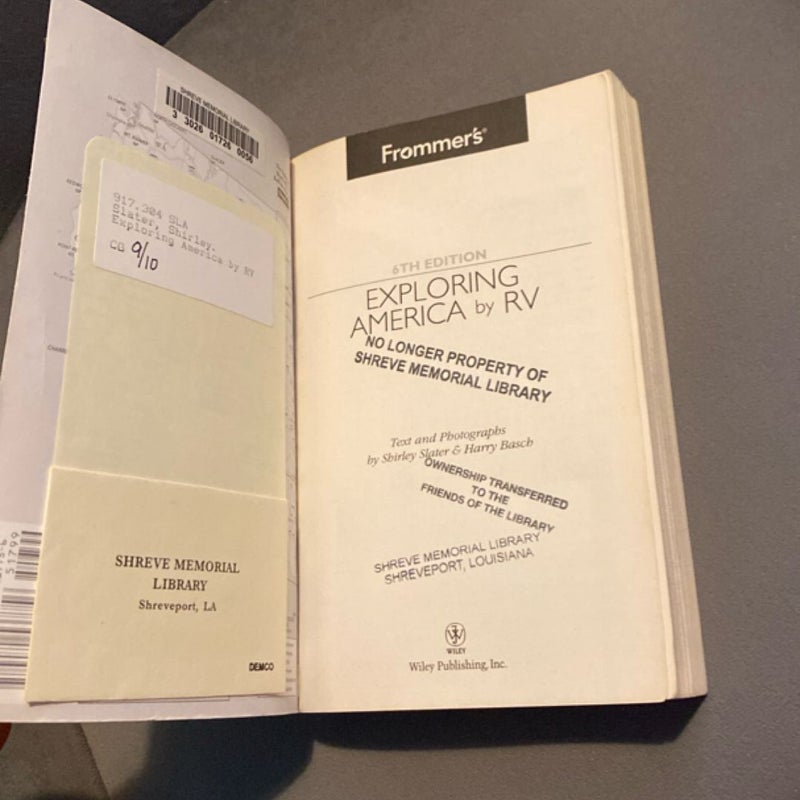 SHREVE MEMORIAL LIBRARY
3 3026 01726 0056
917.304 SLA
Slater, Shirley.
Exploring America by RV
CB 9/10
SHREVE MEMORIAL
LIBRARY
Shreveport, LA
DEMCO
51799
Frommer's®
6TH EDITION
EXPLORING
AMERICA by RV
NO LONGER PROPERTY OF
SHREVE MEMORIAL LIBRARY
Text and Photographs
by Shirley Slater & Harry Basch
OWNERSHIP TRANSFERRED
TO THE
FRIENDS OF THE LIBRARY
SHREVE MEMORIAL LIBRARY
SHREVEPORT, LOUISIANA
WILEY
Wiley Publishing, Inc.